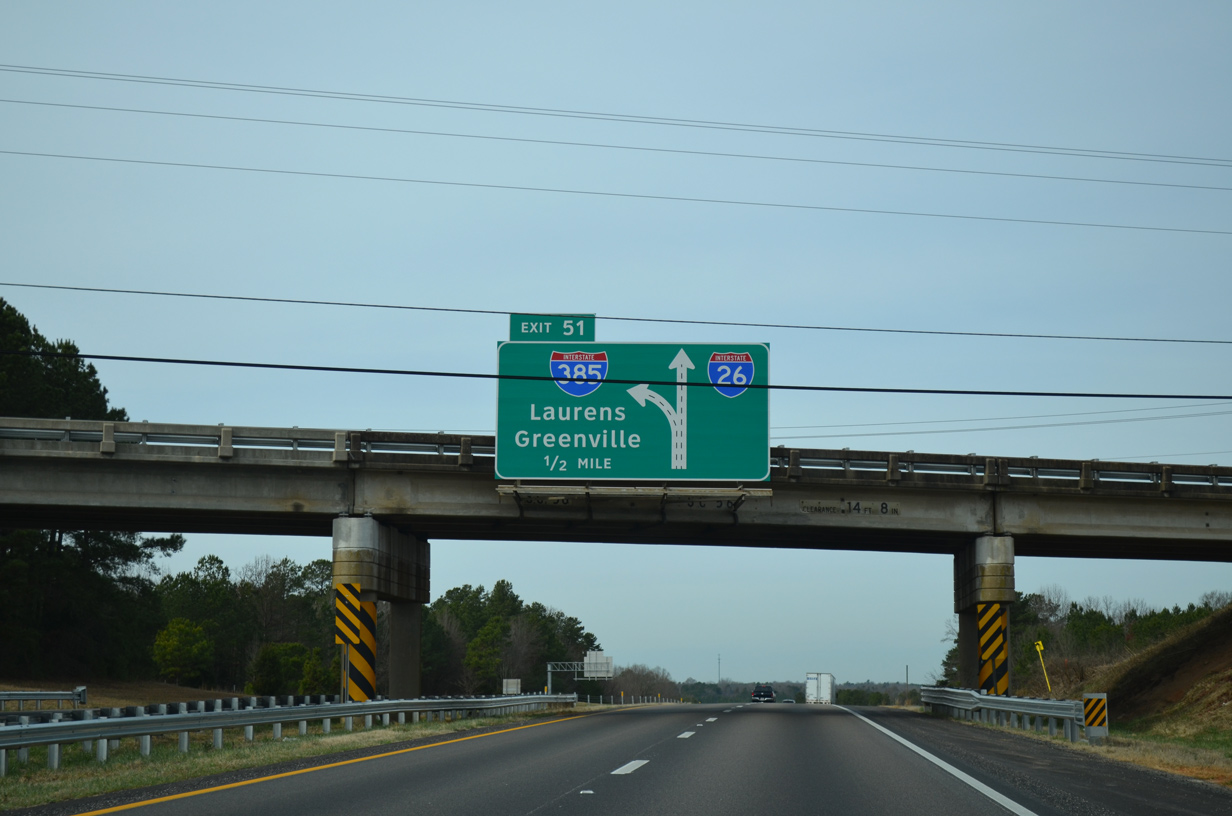 EXIT 51
INTERSTATE
385
INTERSTATE
26
Laurens
Greenville
1/2 MILE
CLEARANCE 14 FT 8 IN